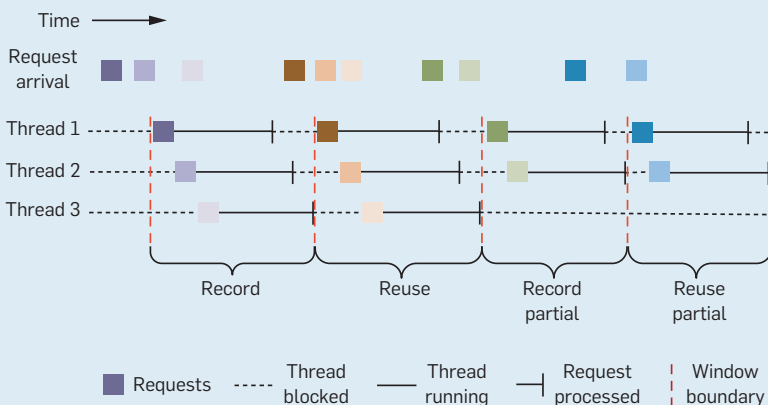 Time
Request
arrival
Thread 1
Thread 2
Thread 3
Record
Reuse
Record
partial
Reuse
partial
Requests
Thread
blocked
Thread
running
Request
processed
Window
boundary